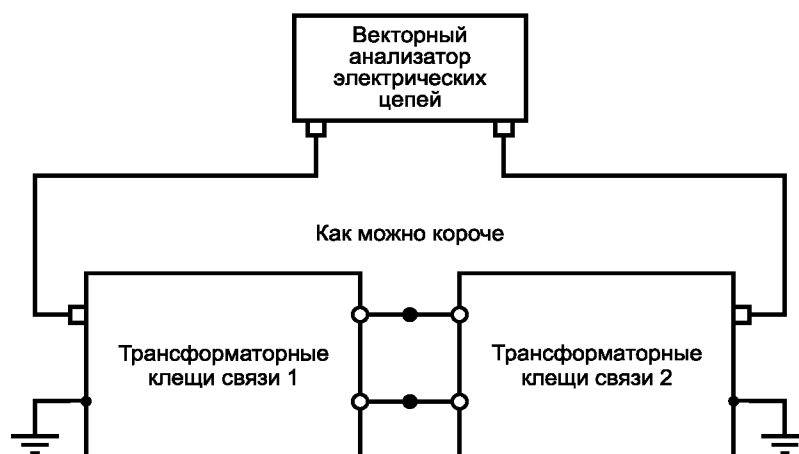 Векторный
анализатор
электрических
цепей
Как можно короче
Трансформаторные
клещи связи 1
Трансформаторные
клещи связи 2